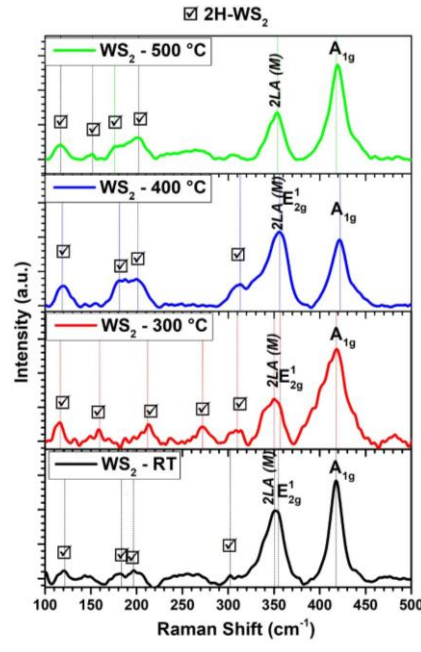 ☑ 2H-WS₂
WS₂ - 500 °C
2LA (M)
A₁g
☑ ☑ ☑ ☑
WS₂ - 400 °C
2LA (M)
E¹₂g
A₁g
☑ ☑ ☑ ☑
WS₂ - 300 °C
2LA (M)
E¹₂g
A₁g
☑ ☑ ☑ ☑ ☑
WS₂ - RT
2LA (M)
E¹₂g
A₁g
☑ ☑ ☑ ☑
Intensity (a.u.)
100 150 200 250 300 350 400 450 500
Raman Shift (cm⁻¹)